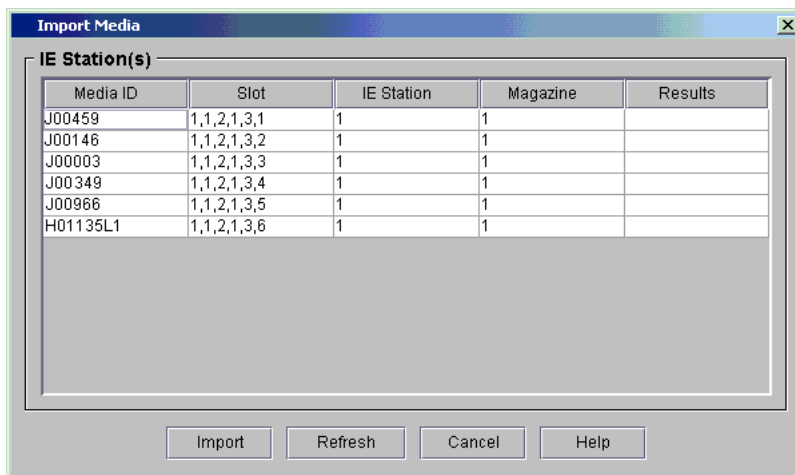 Import Media
IE Station(s)
Media ID Slot IE Station Magazine Results
J00459 1,1,2,1,3,1 1 1
J00146 1,1,2,1,3,2 1 1
J00003 1,1,2,1,3,3 1 1
J00349 1,1,2,1,3,4 1 1
J00966 1,1,2,1,3,5 1 1
H01135L1 1,1,2,1,3,6 1 1
Import Refresh Cancel Help